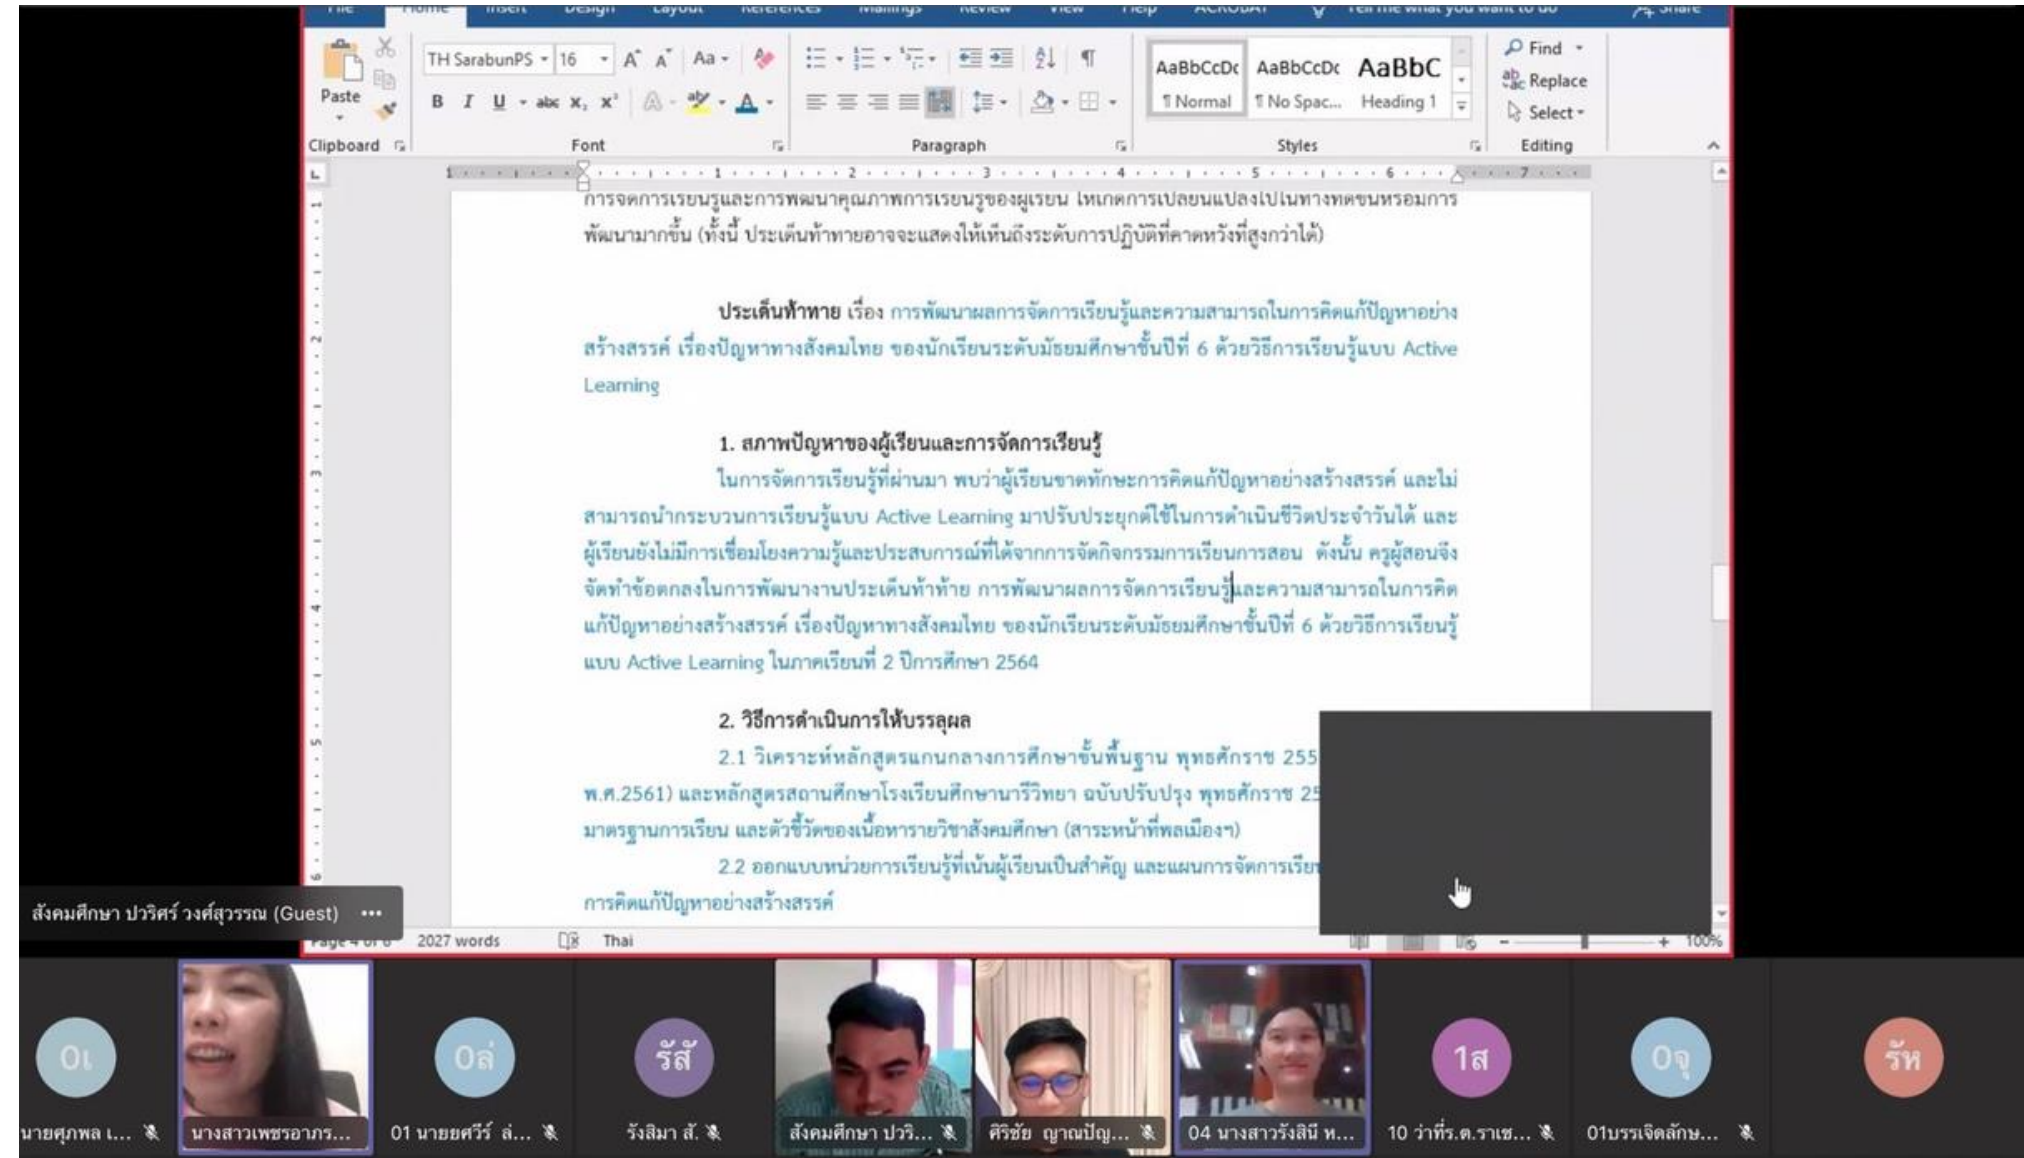 File Home Insert Design Layout References Mailings Review View Help ACROBAT Tell me what you want to do Share
TH SarabunPS 16 Aa
Find
Replace
Select
Paste
B I U abc x, x²
AaBbCcDc AaBbCcDc AaBbC
¶ Normal ¶ No Spac... Heading 1
Clipboard Font Paragraph Styles Editing
1 1 2 3 4 5 6 7
การจัดการเรียนรู้และการพัฒนาคุณภาพการเรียนรู้ของผู้เรียน ให้เกิดการเปลี่ยนแปลงไปในทางที่ดีขึ้นหรือมีการ
พัฒนามากขึ้น (ทั้งนี้ ประเด็นท้าทายอาจจะแสดงให้เห็นถึงระดับการปฏิบัติที่คาดหวังที่สูงกว่าได้)
ประเด็นท้าทาย เรื่อง การพัฒนาผลการจัดการเรียนรู้และความสามารถในการคิดแก้ปัญหาอย่าง
สร้างสรรค์ เรื่องปัญหาทางสังคมไทย ของนักเรียนระดับมัธยมศึกษาชั้นปีที่ 6 ด้วยวิธีการเรียนรู้แบบ Active
Learning
1. สภาพปัญหาของผู้เรียนและการจัดการเรียนรู้
ในการจัดการเรียนรู้ที่ผ่านมา พบว่าผู้เรียนขาดทักษะการคิดแก้ปัญหาอย่างสร้างสรรค์ และไม่
สามารถนำกระบวนการเรียนรู้แบบ Active Learning มาปรับประยุกต์ใช้ในการดำเนินชีวิตประจำวันได้ และ
ผู้เรียนยังไม่มีการเชื่อมโยงความรู้และประสบการณ์ที่ได้จากการจัดกิจกรรมการเรียนการสอน ดังนั้น ครูผู้สอนจึง
จัดทำข้อตกลงในการพัฒนางานประเด็นท้าท้าย การพัฒนาผลการจัดการเรียนรู้และความสามารถในการคิด
แก้ปัญหาอย่างสร้างสรรค์ เรื่องปัญหาทางสังคมไทย ของนักเรียนระดับมัธยมศึกษาชั้นปีที่ 6 ด้วยวิธีการเรียนรู้
แบบ Active Learning ในภาคเรียนที่ 2 ปีการศึกษา 2564
2. วิธีการดำเนินการให้บรรลุผล
2.1 วิเคราะห์หลักสูตรแกนกลางการศึกษาขั้นพื้นฐาน พุทธศักราช 255
พ.ศ.2561) และหลักสูตรสถานศึกษาโรงเรียนศึกษานารีวิทยา ฉบับปรับปรุง พุทธศักราช 25
มาตรฐานการเรียน และตัวชี้วัดของเนื้อหารายวิชาสังคมศึกษา (สาระหน้าที่พลเมืองฯ)
2.2 ออกแบบหน่วยการเรียนรู้ที่เน้นผู้เรียนเป็นสำคัญ และแผนการจัดการเรีย
การคิดแก้ปัญหาอย่างสร้างสรรค์
สังคมศึกษา ปวริศร์ วงศ์สุวรรณ (Guest) •••
Page 4 of 6 2027 words Thai 100%
0เ 0ล่ รัสั 1ส 0จุ รัห
นายศุภพล เ... นางสาวเพชรอาภร... 01 นายยศวีร์ ล่... รังสิมา สั. สังคมศึกษา ปวริ... ศิริชัย ญาณปัญ... 04 นางสาวรังสินี ห... 10 ว่าที่ร.ต.ราเช... 01บรรเจิดลักษ...